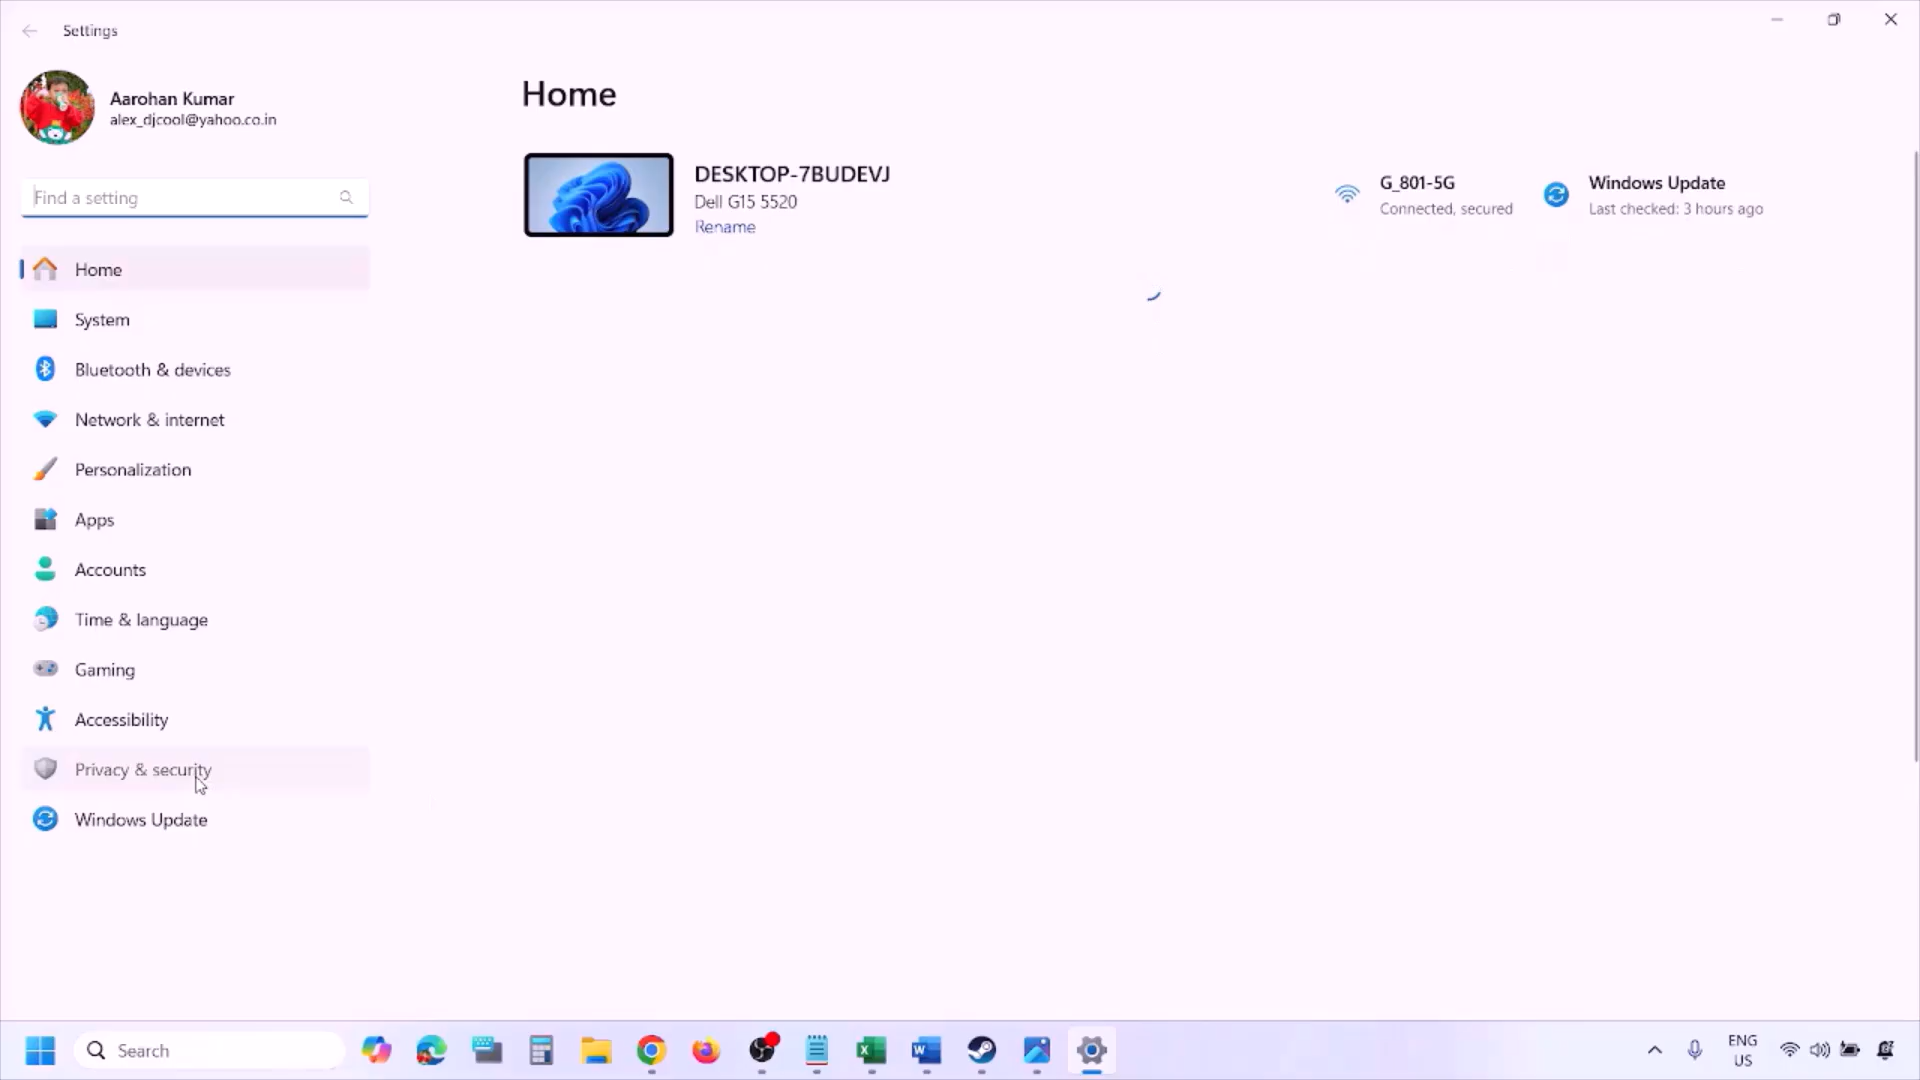 Settings
Aarohan Kumar
alex_djcool@yahoo.co.in
Find a setting
Home
System
Bluetooth & devices
Network & internet
Personalization
Apps
Accounts
Time & language
Gaming
Accessibility
Privacy & security
Windows Update
Home
DESKTOP-7BUDEVJ
Dell G15 5520
Rename
G_801-5G
Connected, secured
Windows Update
Last checked: 3 hours ago
Search
ENG
US